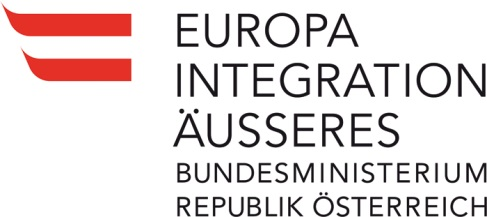 EUROPA
INTEGRATION
ÄUSSERES
BUNDESMINISTERIUM
REPUBLIK ÖSTERREICH